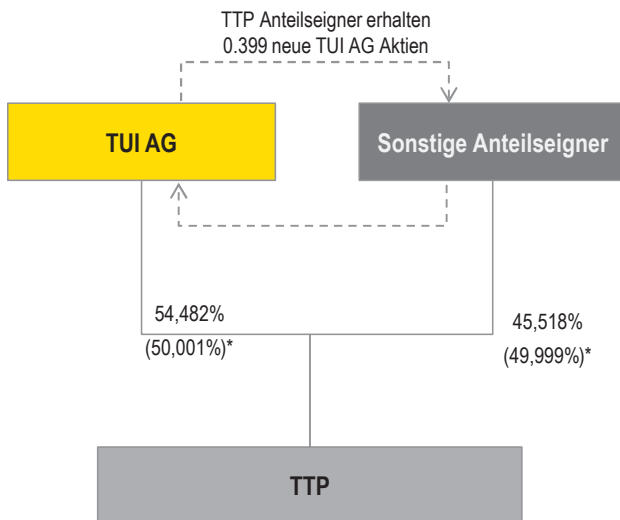 TTP Anteilseigner erhalten
0.399 neue TUI AG Aktien
TUI AG
Sonstige Anteilseigner
54,482%
(50,001%)*
45,518%
(49,999%)*
TTP